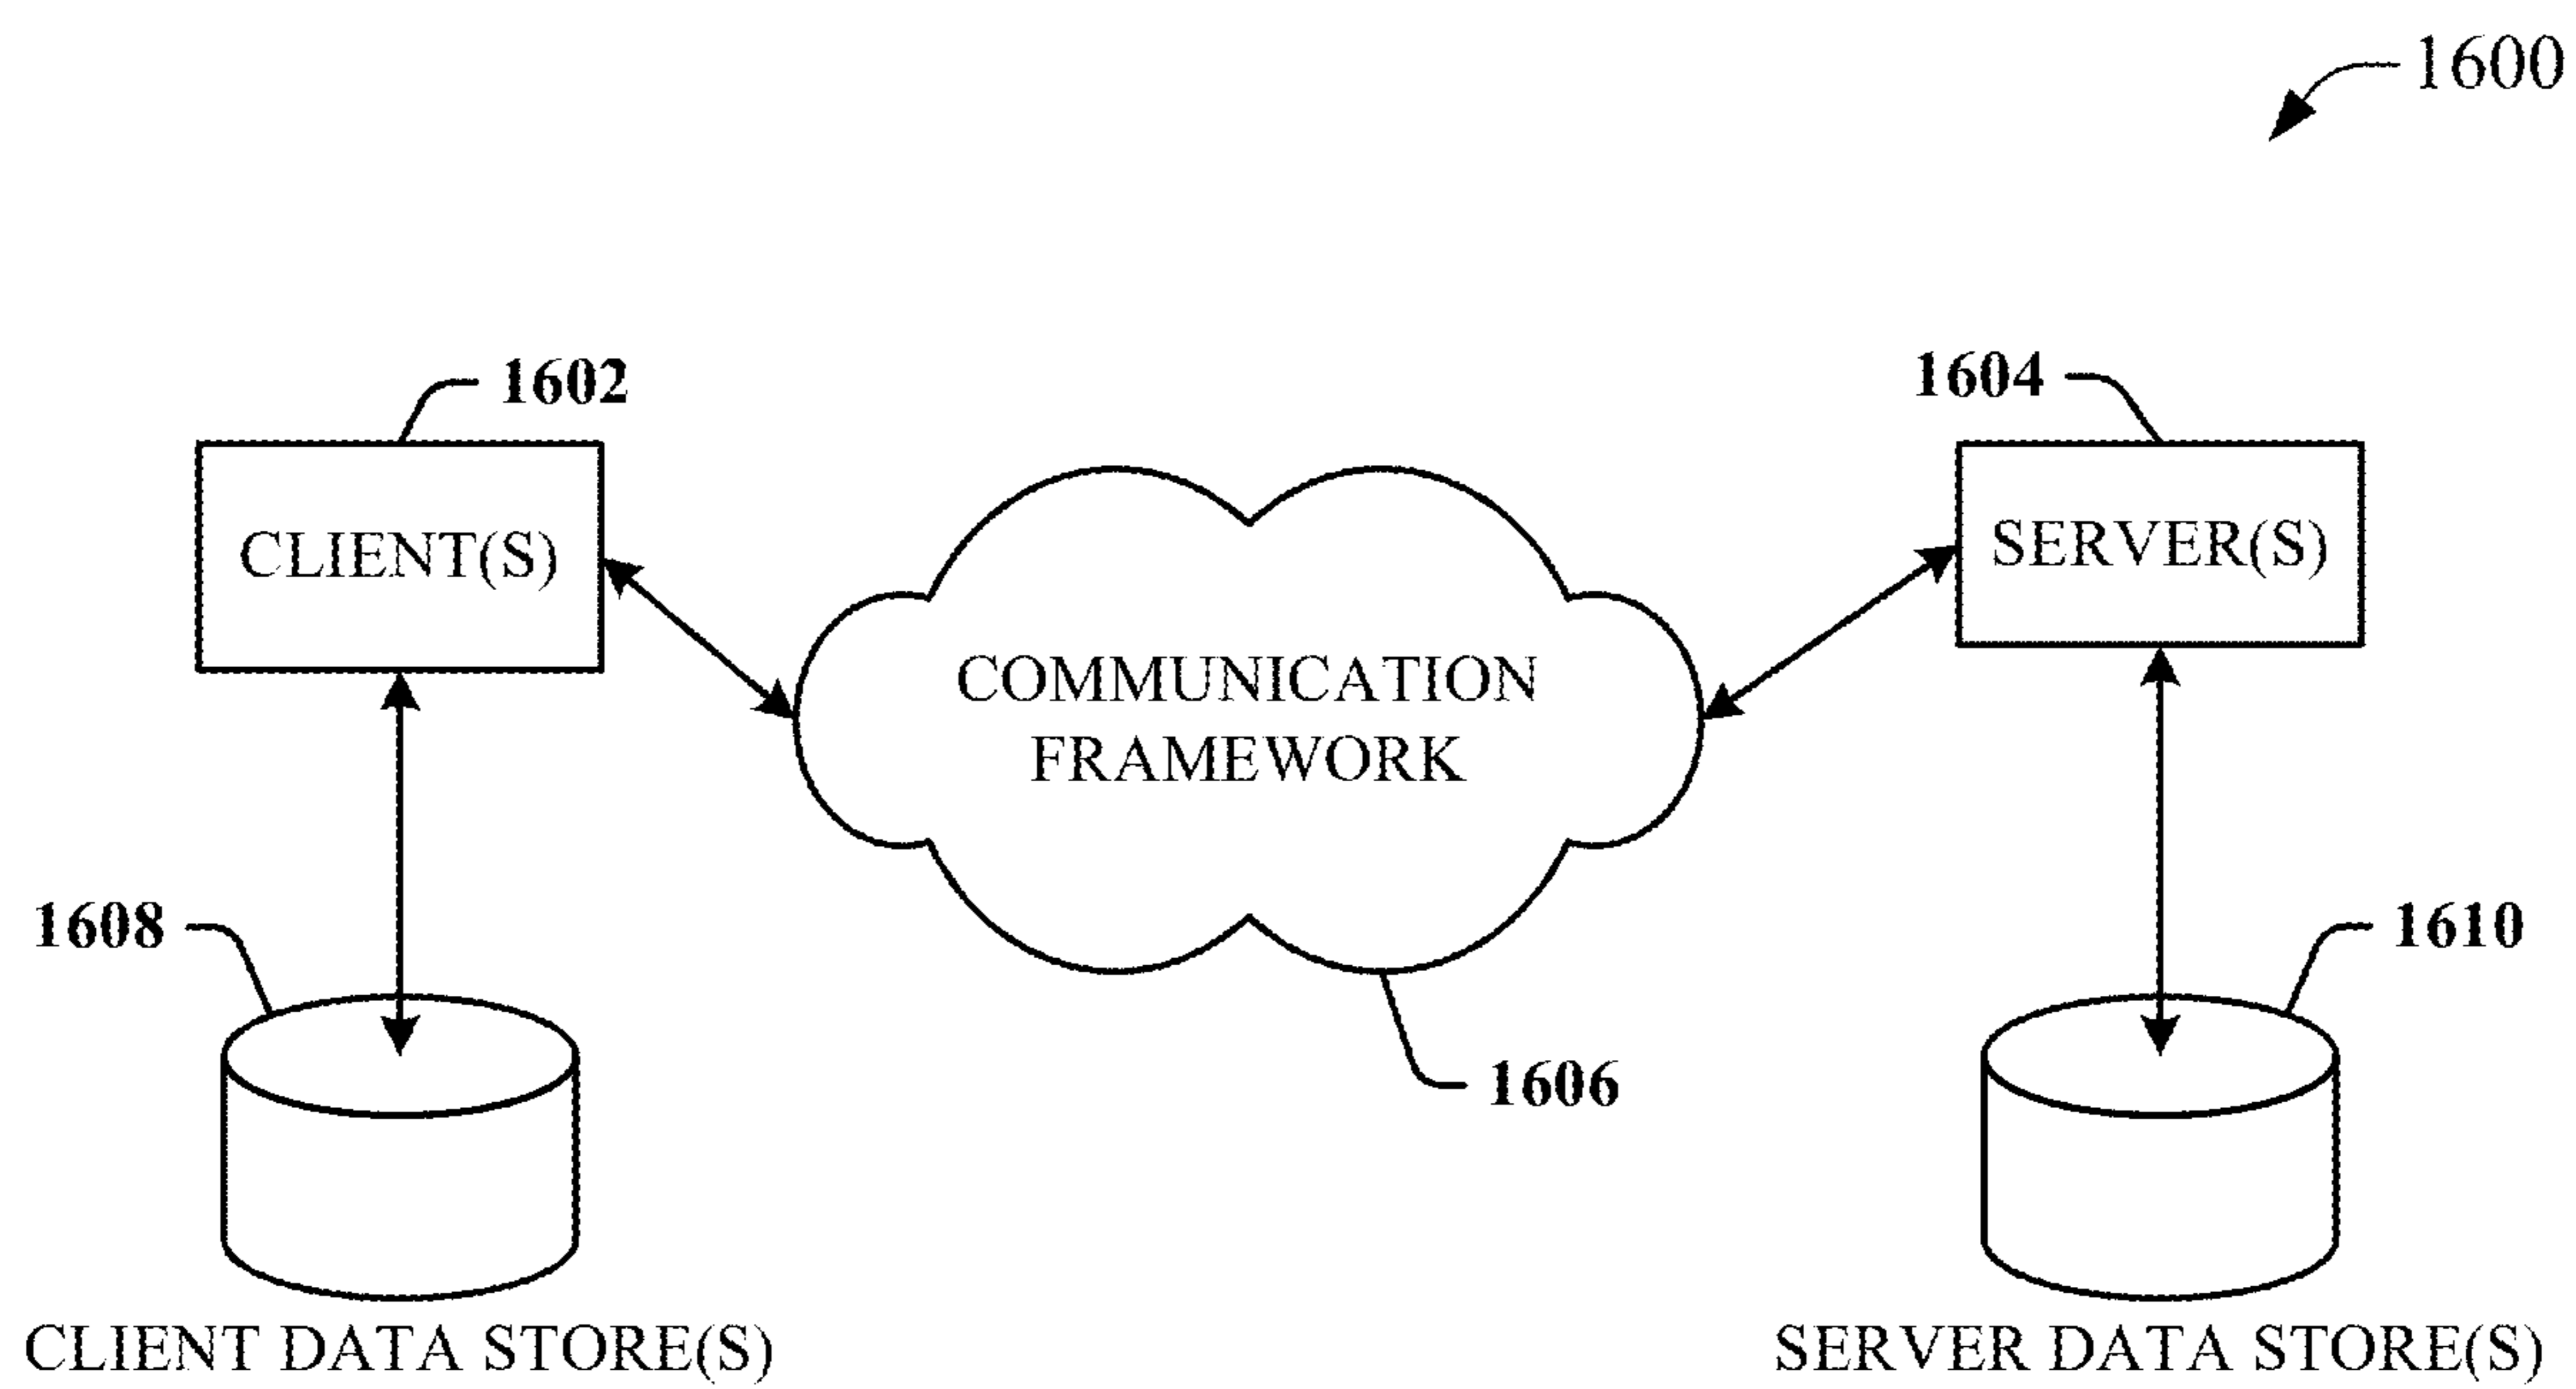 1600
1602
1604
CLIENT(S)
SERVER(S)
COMMUNICATION
FRAMEWORK
1608
1610
1606
CLIENT DATA STORE(S)
SERVER DATA STORE(S)